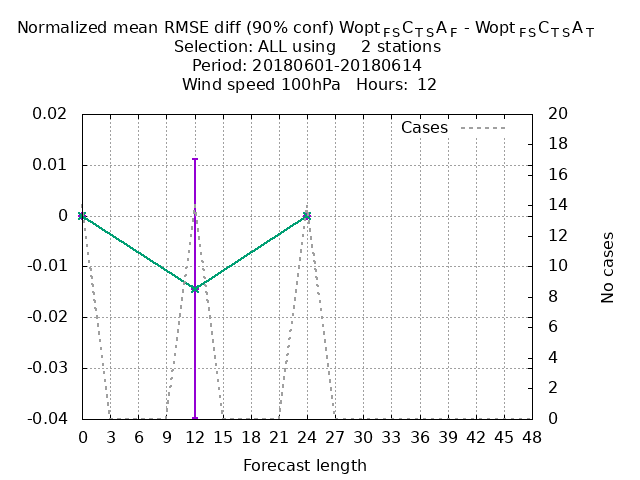 Normalized mean RMSE diff (90% conf) Wopt FS C TS A F - Wopt FS C TS A T
Selection: ALL using 2 stations
Period: 20180601-20180614
Wind speed 100hPa Hours: 12
Cases
0.02
0.01
0
-0.01
-0.02
-0.03
-0.04
20
18
16
14
12
10
8
6
4
2
0
No cases
0 3 6 9 12 15 18 21 24 27 30 33 36 39 42 45 48
Forecast length